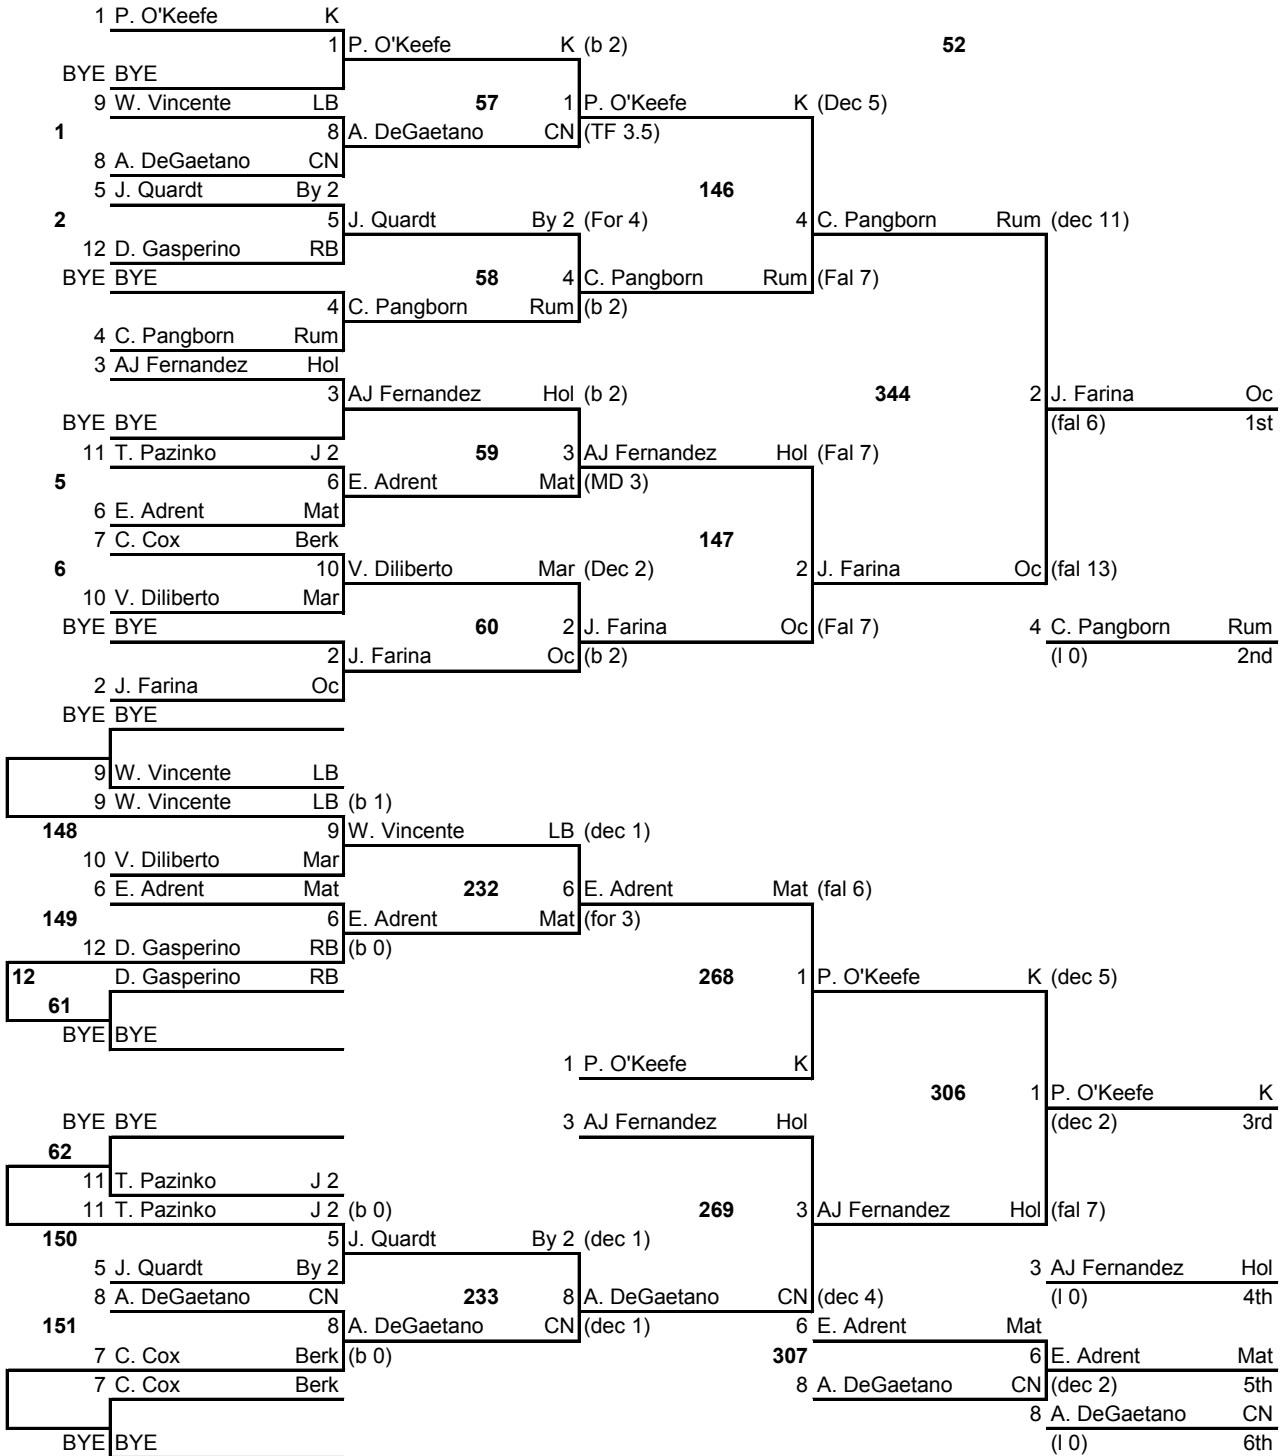 1 P. O'Keefe K
1 P. O'Keefe K (b 2) 52
BYE BYE
9 W. Vincente LB 57 1 P. O'Keefe K (Dec 5)
1 8 A. DeGaetano CN (TF 3.5)
8 A. DeGaetano CN
5 J. Quardt By 2 146
2 5 J. Quardt By 2 (For 4) 4 C. Pangborn Rum (dec 11)
12 D. Gasperino RB
BYE BYE 58 4 C. Pangborn Rum (Fal 7)
4 C. Pangborn Rum (b 2)
4 C. Pangborn Rum
3 AJ Fernandez Hol
3 AJ Fernandez Hol (b 2) 344 2 J. Farina Oc
BYE BYE (fal 6) 1st
11 T. Pazinko J 2 59 3 AJ Fernandez Hol (Fal 7)
5 6 E. Adrent Mat (MD 3)
6 E. Adrent Mat
7 C. Cox Berk 147
6 10 V. Diliberto Mar (Dec 2) 2 J. Farina Oc (fal 13)
10 V. Diliberto Mar
BYE BYE 60 2 J. Farina Oc (Fal 7) 4 C. Pangborn Rum
2 J. Farina Oc (b 2) (l 0) 2nd
2 J. Farina Oc
BYE BYE
9 W. Vincente LB
9 W. Vincente LB (b 1)
148 9 W. Vincente LB (dec 1)
10 V. Diliberto Mar
6 E. Adrent Mat 232 6 E. Adrent Mat (fal 6)
149 6 E. Adrent Mat (for 3)
12 D. Gasperino RB (b 0)
12 D. Gasperino RB 268 1 P. O'Keefe K (dec 5)
61
BYE BYE
1 P. O'Keefe K
306 1 P. O'Keefe K
BYE BYE 3 AJ Fernandez Hol (dec 2) 3rd
62
11 T. Pazinko J 2
11 T. Pazinko J 2 (b 0) 269 3 AJ Fernandez Hol (fal 7)
150 5 J. Quardt By 2 (dec 1)
5 J. Quardt By 2 3 AJ Fernandez Hol
8 A. DeGaetano CN 233 8 A. DeGaetano CN (dec 4) (l 0) 4th
151 8 A. DeGaetano CN (dec 1) 6 E. Adrent Mat
7 C. Cox Berk (b 0) 307 6 E. Adrent Mat
7 C. Cox Berk 8 A. DeGaetano CN (dec 2) 5th
8 A. DeGaetano CN
BYE BYE (l 0) 6th